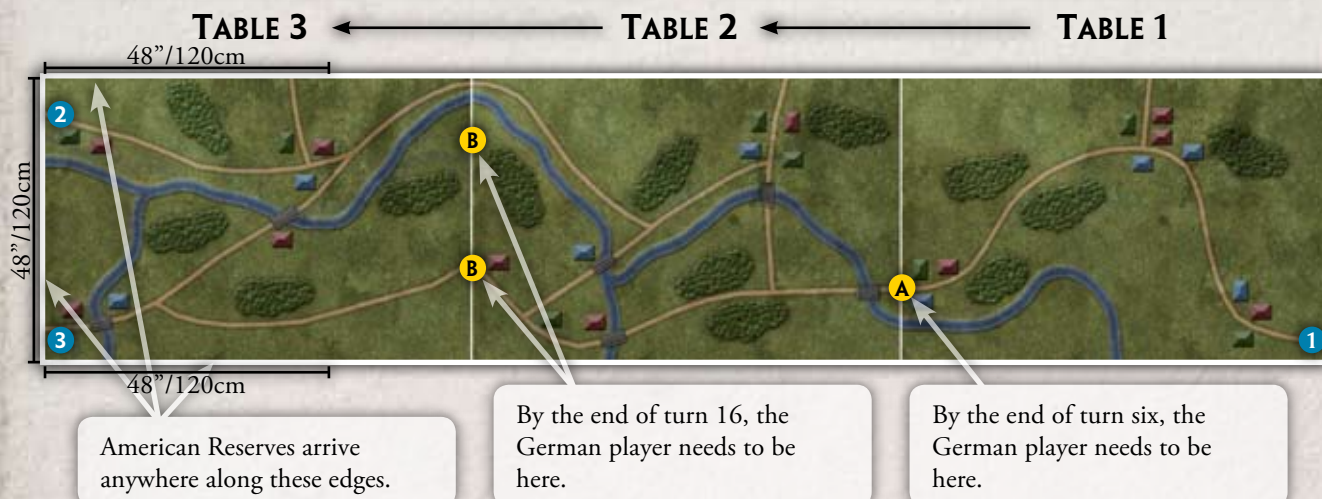 TABLE 3
TABLE 2
TABLE 1
48”/120cm
48”/120cm
2
B
B
A
3
1
48”/120cm
American Reserves arrive
anywhere along these edges.
By the end of turn 16, the
German player needs to be
here.
By the end of turn six, the
German player needs to be
here.